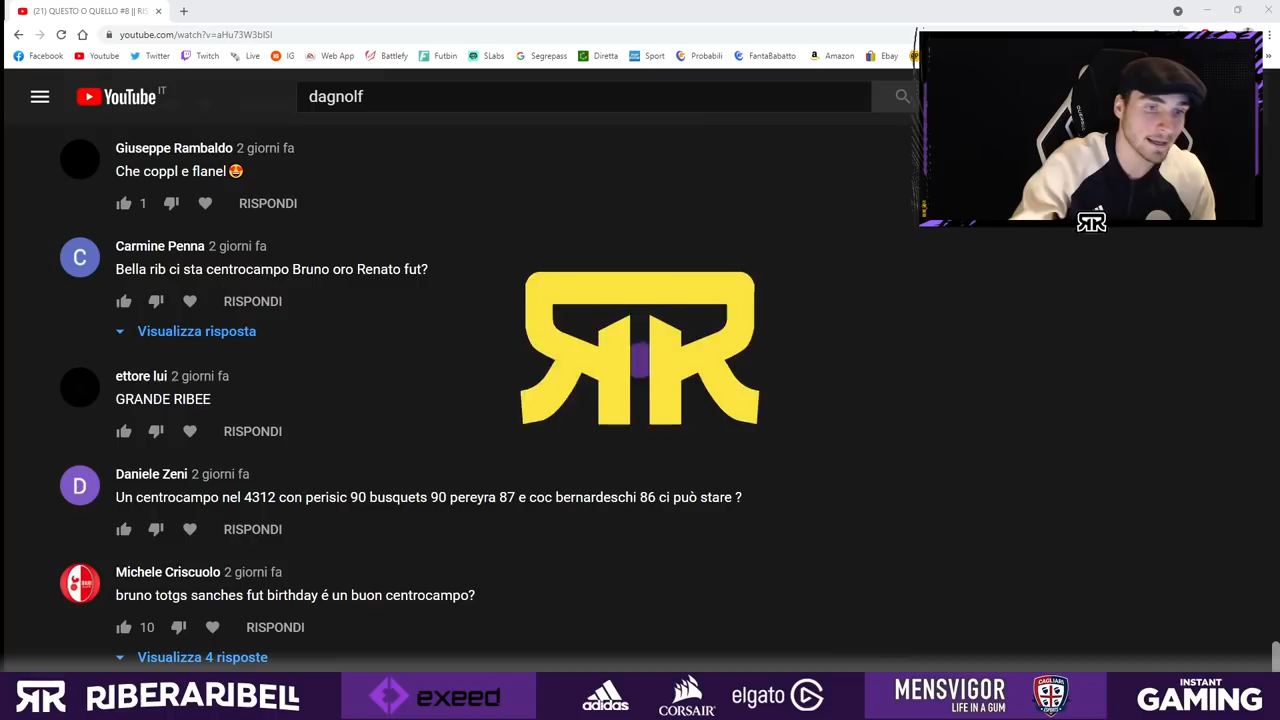 (21) QUESTO O QUELLO #8 || RIS
youtube.com/watch?v=aHu73W3bISI
Facebook Youtube Twitter Twitch Live IG Web App Battlefy Futbin SLabs Segrepass Diretta Sport Probabili FantaBabatto Amazon Ebay
YouTube IT
dagnolf
Giuseppe Rambaldo 2 giorni fa
Che coppl e flanel🤩
1 RISPONDI
C
Carmine Penna 2 giorni fa
Bella rib ci sta centrocampo Bruno oro Renato fut?
RISPONDI
Visualizza risposta
ettore lui 2 giorni fa
GRANDE RIBEE
RISPONDI
D
Daniele Zeni 2 giorni fa
Un centrocampo nel 4312 con perisic 90 busquets 90 pereyra 87 e coc bernardeschi 86 ci può stare ?
RISPONDI
Michele Criscuolo 2 giorni fa
bruno totgs sanches fut birthday é un buon centrocampo?
10 RISPONDI
Visualizza 4 risposte
RIBERARIBELL
exeed
adidas
CORSAIR
elgato
MENSVIGOR
LIFE IN A GUM
CAGLIARI
INSTANT
GAMING